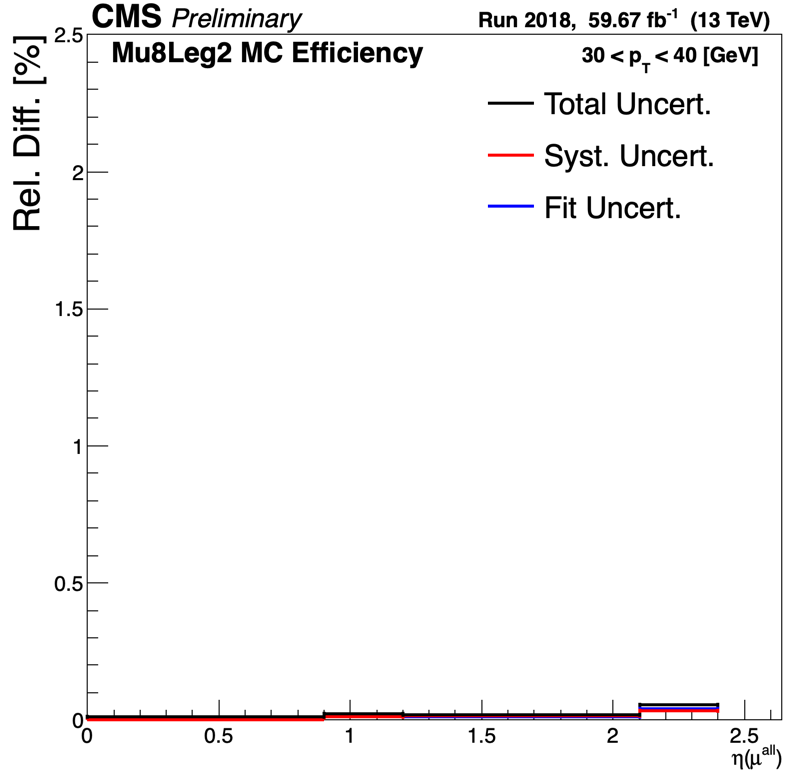 CMS Preliminary Run 2018, 59.67 fb⁻¹ (13 TeV)
Mu8Leg2 MC Efficiency 30 < p_T < 40 [GeV]
Total Uncert.
Syst. Uncert.
Fit Uncert.
Rel. Diff. [%]
2.5
2
1.5
1
0.5
0
0 0.5 1 1.5 2 2.5
η(μ^all)